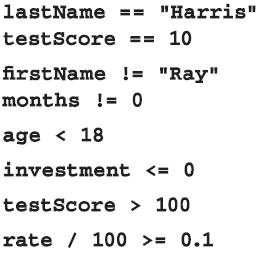 lastName == "Harris"
testScore == 10
firstName != "Ray"
months != 0
age < 18
investment <= 0
testScore > 100
rate / 100 >= 0.1